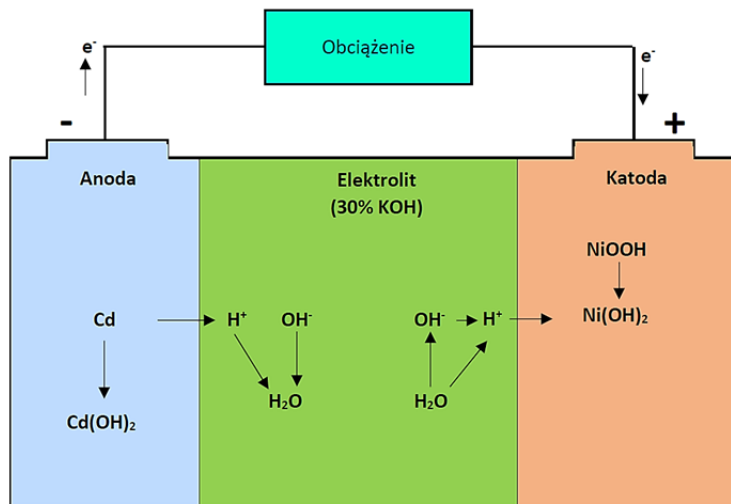 Obciążenie
e⁻
e⁻
-
+
Anoda
Elektrolit
(30% KOH)
Katoda
NiOOH
Cd
H⁺
OH⁻
OH⁻
H⁺
Ni(OH)₂
Cd(OH)₂
H₂O
H₂O